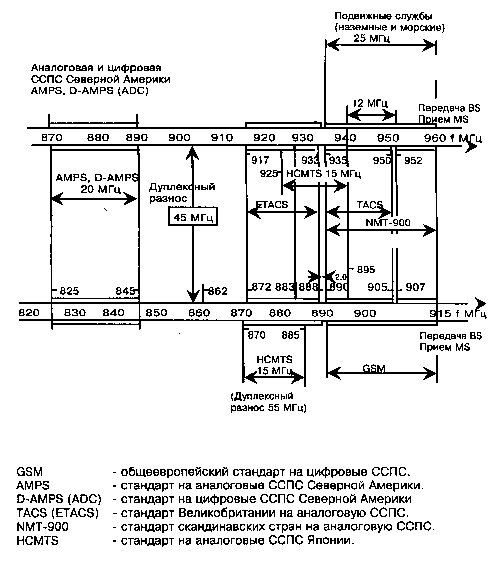 Подвижные службы
(наземные и морские)
25 МГц
Аналоговая и цифровая
ССПС Северной Америки
AMPS, D-AMPS (ADC)
12 МГц
Передача BS
Прием MS
870 880 890 900 910 920 930 940 950 960 f МГц
917 933 935 950 952
925 HCMTS 15 МГц
AMPS, D-AMPS
20 МГц
Дуплексный
разнос
45 МГц
ETACS TACS
NMT-900
2.0 895
825 845 862 872 883 888 890 905 907
820 830 840 850 860 870 880 890 900 915 f МГц
870 885
Передача BS
Прием MS
HCMTS
15 МГц
GSM
(Дуплексный
разнос 55 МГц)
GSM - общеевропейский стандарт на цифровые ССПС.
AMPS - стандарт на аналоговые ССПС Северной Америки.
D-AMPS (ADC) - стандарт на цифровые ССПС Северной Америки.
TACS (ETACS) - стандарт Великобритании на аналоговую ССПС.
NMT-900 - стандарт скандинавских стран на аналоговую ССПС.
HCMTS - стандарт на аналоговые ССПС Японии.